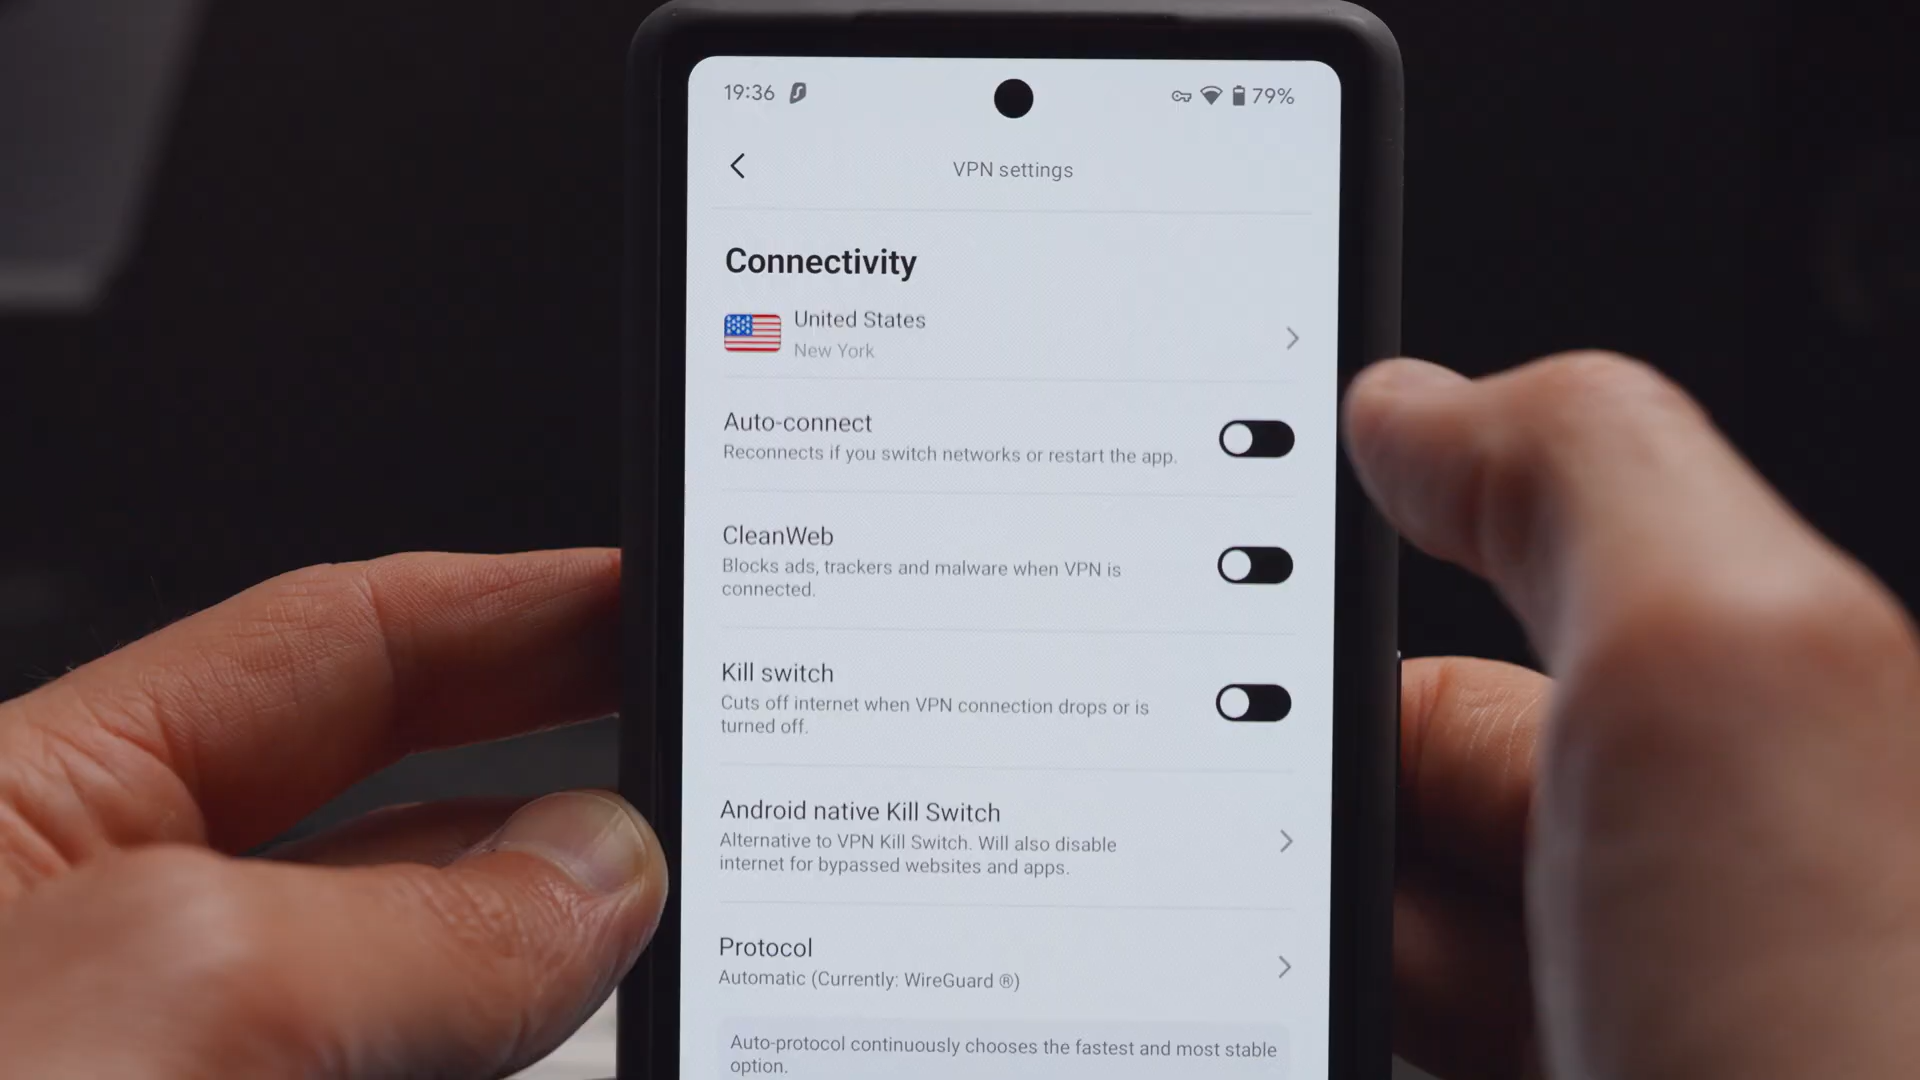 19:36
79%
VPN settings
Connectivity
United States
New York
Auto-connect
Reconnects if you switch networks or restart the app.
CleanWeb
Blocks ads, trackers and malware when VPN is
connected.
Kill switch
Cuts off internet when VPN connection drops or is
turned off.
Android native Kill Switch
Alternative to VPN Kill Switch. Will also disable
internet for bypassed websites and apps.
Protocol
Automatic (Currently: WireGuard ®)
Auto-protocol continuously chooses the fastest and most stable
option.